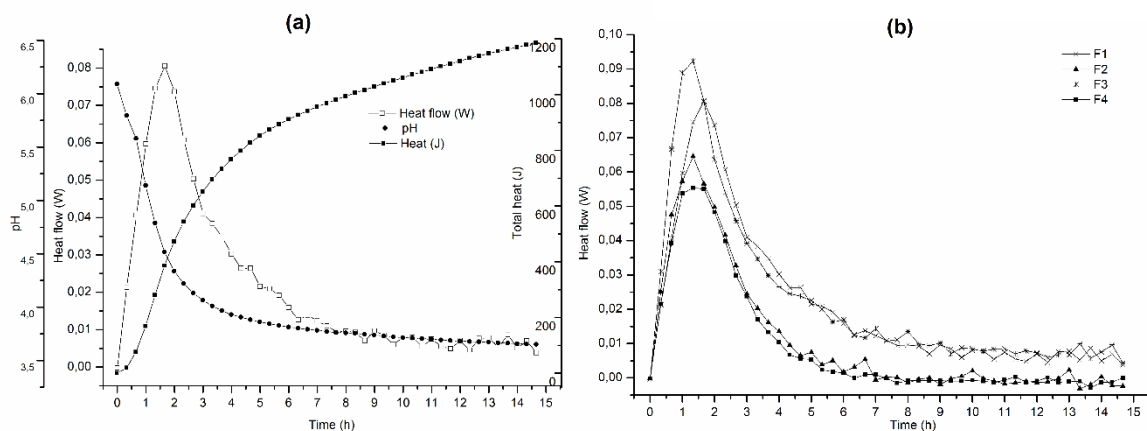 (a)
6,5
6,0
5,5
5,0
4,5
4,0
3,5
pH
0,08
0,07
0,06
0,05
0,04
0,03
0,02
0,01
0,00
Heat flow (W)
Heat flow (W)
pH
Heat (J)
1200
1000
800
600
400
200
0
Total heat (J)
0 1 2 3 4 5 6 7 8 9 10 11 12 13 14 15
Time (h)
(b)
0,10
0,09
0,08
0,07
0,06
0,05
0,04
0,03
0,02
0,01
0,00
Heat flow (W)
F1
F2
F3
F4
0 1 2 3 4 5 6 7 8 9 10 11 12 13 14 15
Time (h)